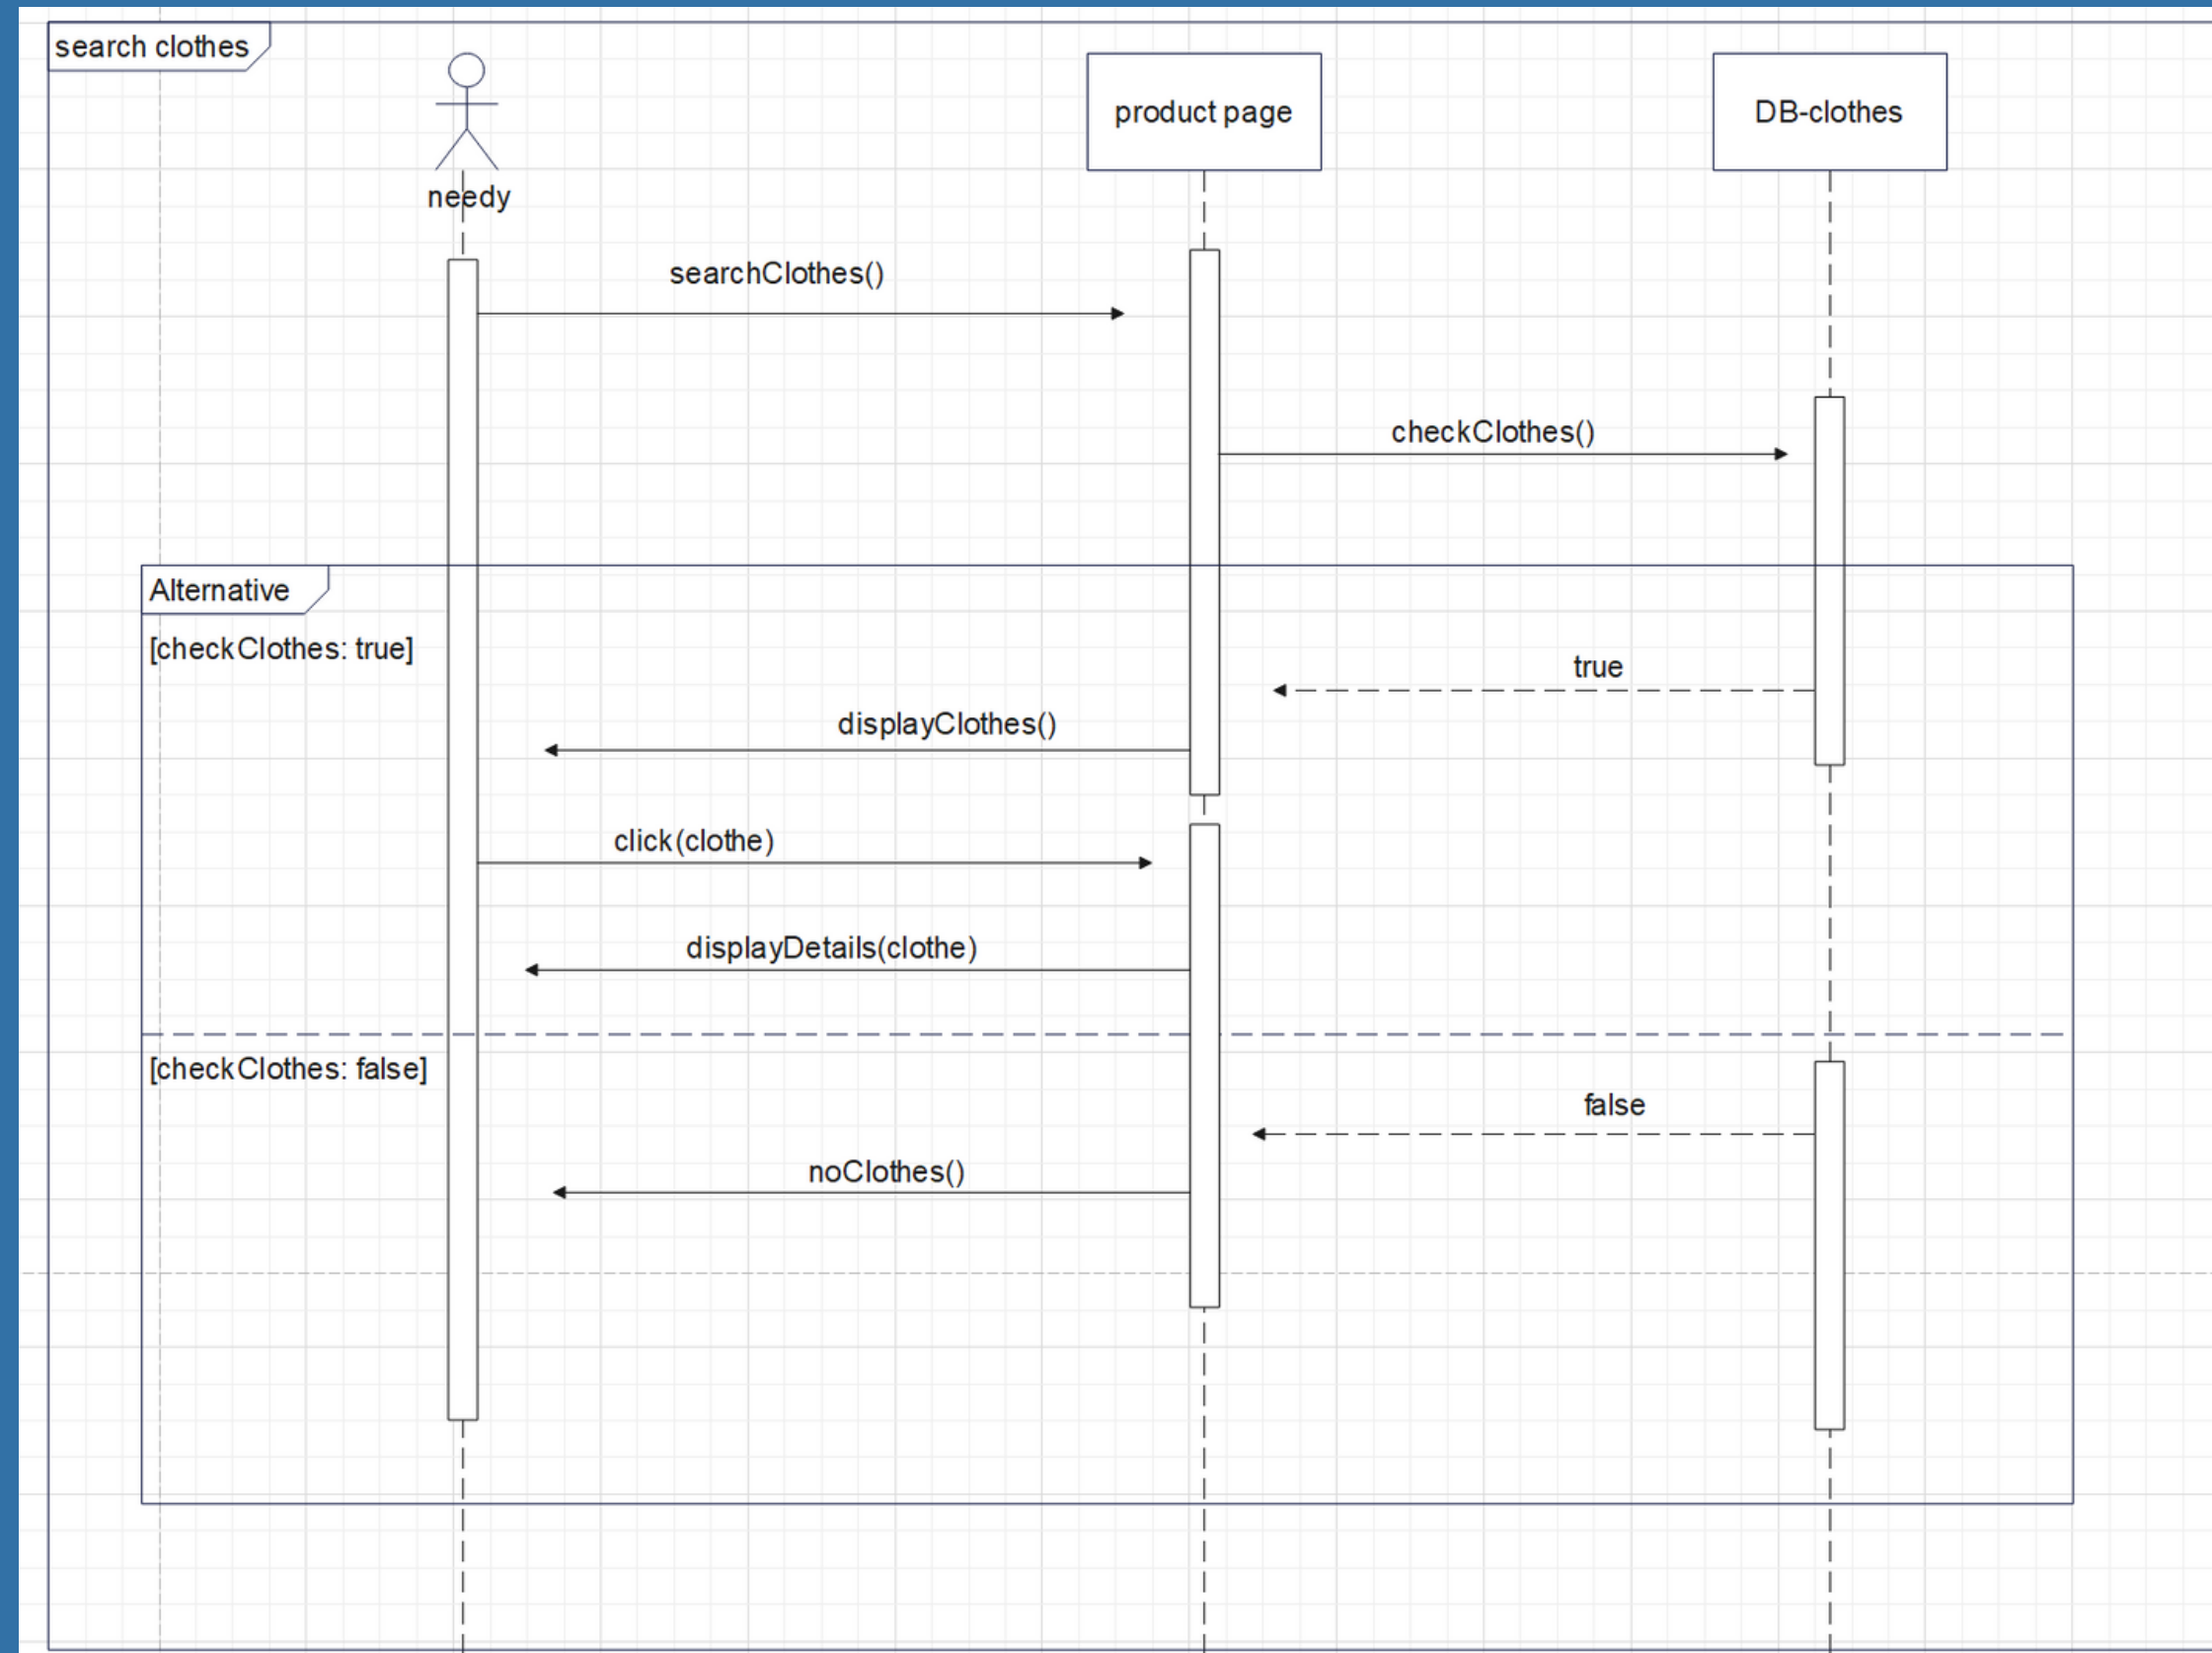 search clothes
product page
DB-clothes
needy
searchClothes()
checkClothes()
Alternative
[checkClothes: true]
true
displayClothes()
click(clothe)
displayDetails(clothe)
[checkClothes: false]
false
noClothes()